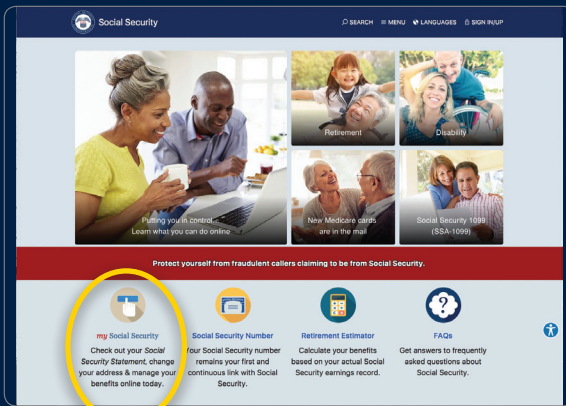 Social Security
SEARCH MENU LANGUAGES SIGN IN/UP
Putting you in control...
Learn what you can do online
Retirement
Disability
New Medicare cards
are in the mail
Social Security 1099
(SSA-1099)
Protect yourself from fraudulent callers claiming to be from Social Security.
my Social Security
Check out your Social
Security Statement, change
your address & manage your
benefits online today.
Social Security Number
Your Social Security number
remains your first and
continuous link with Social
Security.
Retirement Estimator
Calculate your benefits
based on your actual Social
Security earnings record.
FAQs
Get answers to frequently
asked questions about
Social Security.